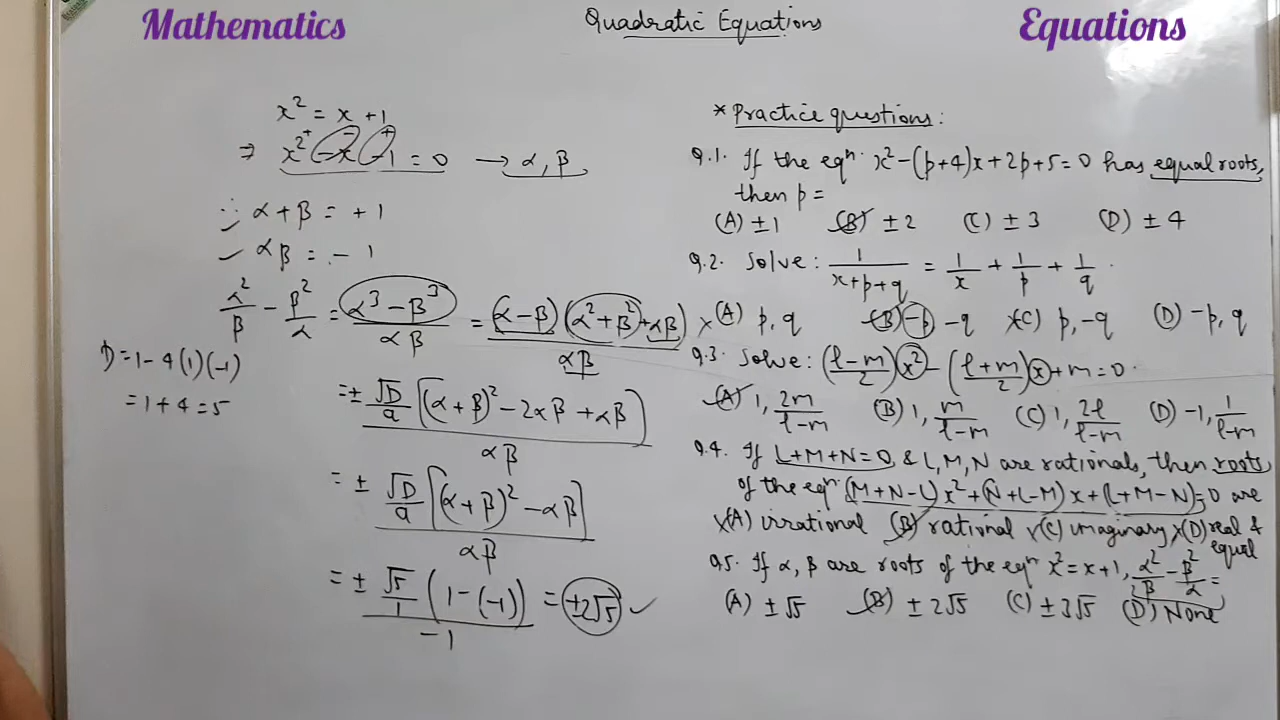 Mathematics
Quadratic Equations
Equations
x² = x + 1
⇒ x² - x - 1 = 0 → α, β
∴ α + β = + 1
αβ = - 1
α²/β - β²/α = (α³ - β³)/αβ = (α - β)(α² + β² + αβ)/αβ
D = 1 - 4(1)(-1)
= 1 + 4 = 5
= ± √D/a [(α + β)² - 2αβ + αβ]/αβ
= ± √D/a [(α + β)² - αβ]/αβ
= ± √5/1 (1 - (-1))/-1 = ±2√5 ✓
* Practice questions:
Q.1. If the eqⁿ. x² - (p+4)x + 2p + 5 = 0 has equal roots,
then p =
(A) ± 1 (B) ± 2 (C) ± 3 (D) ± 4
Q.2. Solve: 1/(x+p+q) = 1/x + 1/p + 1/q.
(A) p, q (B) -p, -q (C) p, -q (D) -p, q
Q.3. Solve: ((l-m)/2)x² - ((l+m)/2)x + m = 0.
(A) 1, 2m/(l-m) (B) 1, m/(l-m) (C) 1, 2l/(l-m) (D) -1, 1/(l-m)
Q.4. If L+M+N=0, & L, M, N are rationals, then roots
of the eqⁿ (M+N-L)x² + (N+L-M)x + (L+M-N) = 0 are
(A) irrational (B) rational (C) imaginary (D) real &
equal
Q5. If α, β are roots of the eqⁿ x² = x + 1, α²/β - β²/α =
(A) ± √5 (B) ± 2√5 (C) ± 3√5 (D) None